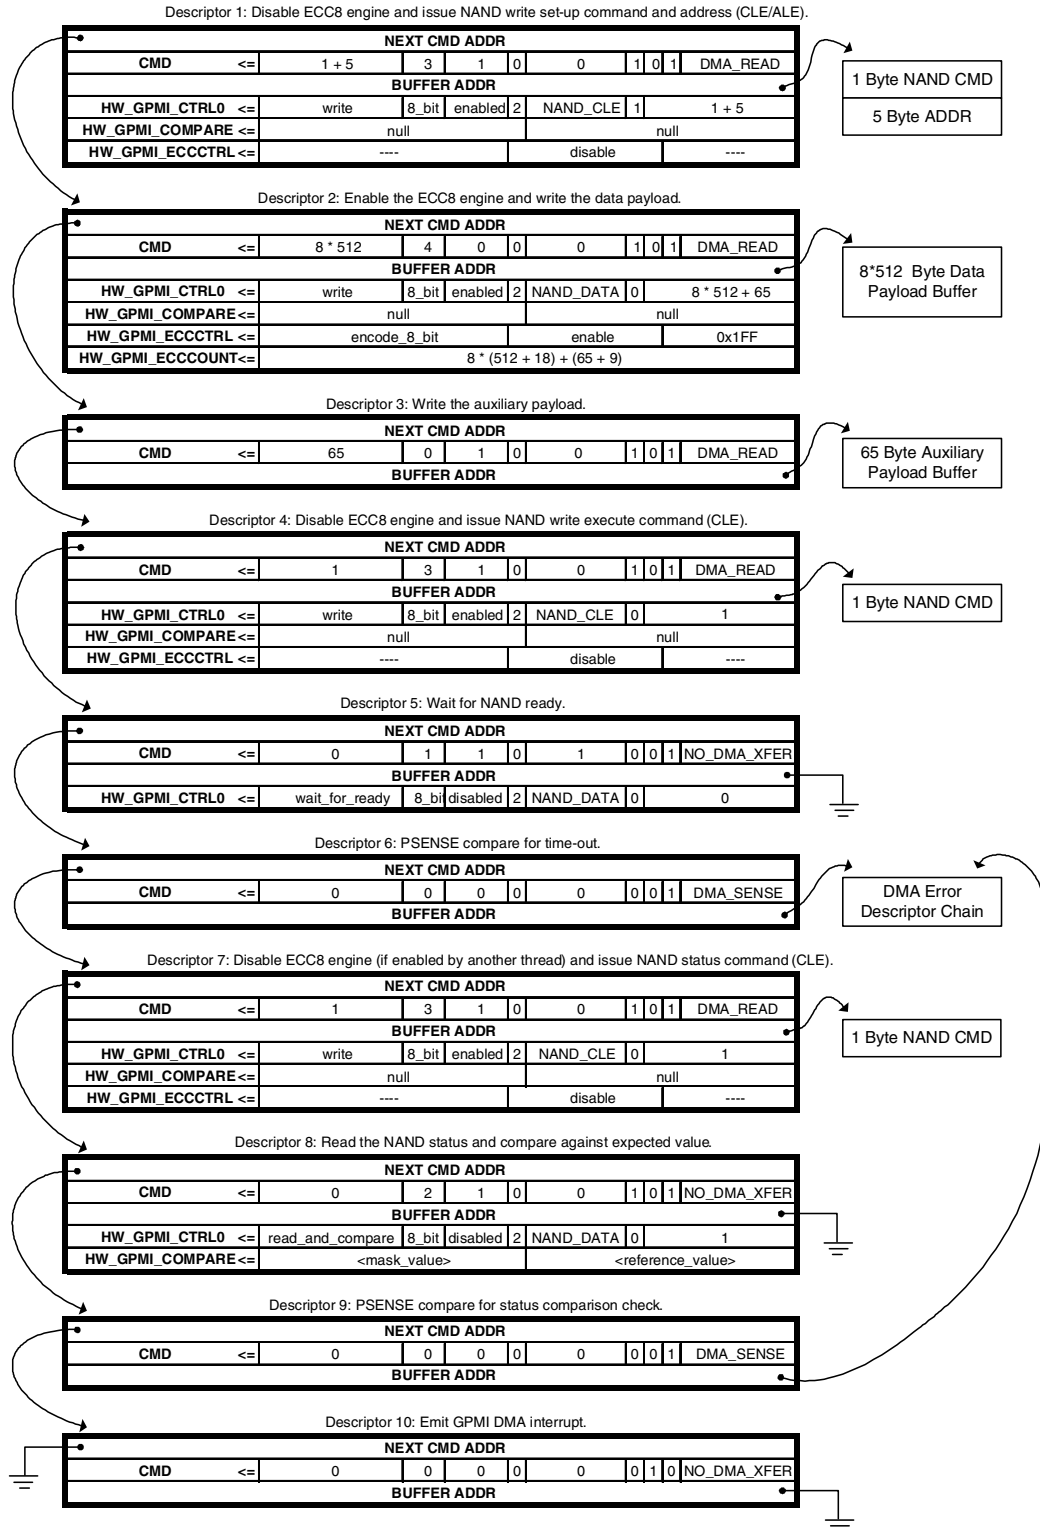 Descriptor 1: Disable ECC8 engine and issue NAND write set-up command and address (CLE/ALE).
NEXT CMD ADDR
CMD <= 1 + 5 3 1 0 0 1 0 1 DMA_READ
BUFFER ADDR
HW_GPMI_CTRL0 <= write 8_bit enabled 2 NAND_CLE 1 1 + 5
HW_GPMI_COMPARE <= null null
HW_GPMI_ECCCTRL <= ---- disable ----
1 Byte NAND CMD
5 Byte ADDR
Descriptor 2: Enable the ECC8 engine and write the data payload.
NEXT CMD ADDR
CMD <= 8 * 512 4 0 0 0 1 0 1 DMA_READ
BUFFER ADDR
HW_GPMI_CTRL0 <= write 8_bit enabled 2 NAND_DATA 0 8 * 512 + 65
HW_GPMI_COMPARE<= null null
HW_GPMI_ECCCTRL <= encode_8_bit enable 0x1FF
HW_GPMI_ECCCOUNT<= 8 * (512 + 18) + (65 + 9)
8*512 Byte Data
Payload Buffer
Descriptor 3: Write the auxiliary payload.
NEXT CMD ADDR
CMD <= 65 0 1 0 0 1 0 1 DMA_READ
BUFFER ADDR
65 Byte Auxiliary
Payload Buffer
Descriptor 4: Disable ECC8 engine and issue NAND write execute command (CLE).
NEXT CMD ADDR
CMD <= 1 3 1 0 0 1 0 1 DMA_READ
BUFFER ADDR
HW_GPMI_CTRL0 <= write 8_bit enabled 2 NAND_CLE 0 1
HW_GPMI_COMPARE<= null null
HW_GPMI_ECCCTRL <= ---- disable ----
1 Byte NAND CMD
Descriptor 5: Wait for NAND ready.
NEXT CMD ADDR
CMD <= 0 1 1 0 1 0 0 1 NO_DMA_XFER
BUFFER ADDR
HW_GPMI_CTRL0 <= wait_for_ready 8_bit disabled 2 NAND_DATA 0 0
Descriptor 6: PSENSE compare for time-out.
NEXT CMD ADDR
CMD <= 0 0 0 0 0 0 0 1 DMA_SENSE
BUFFER ADDR
DMA Error
Descriptor Chain
Descriptor 7: Disable ECC8 engine (if enabled by another thread) and issue NAND status command (CLE).
NEXT CMD ADDR
CMD <= 1 3 1 0 0 1 0 1 DMA_READ
BUFFER ADDR
HW_GPMI_CTRL0 <= write 8_bit enabled 2 NAND_CLE 0 1
HW_GPMI_COMPARE<= null null
HW_GPMI_ECCCTRL <= ---- disable ----
1 Byte NAND CMD
Descriptor 8: Read the NAND status and compare against expected value.
NEXT CMD ADDR
CMD <= 0 2 1 0 0 1 0 1 NO_DMA_XFER
BUFFER ADDR
HW_GPMI_CTRL0 <= read_and_compare 8_bit disabled 2 NAND_DATA 0 1
HW_GPMI_COMPARE<= <mask_value> <reference_value>
Descriptor 9: PSENSE compare for status comparison check.
NEXT CMD ADDR
CMD <= 0 0 0 0 0 0 0 1 DMA_SENSE
BUFFER ADDR
Descriptor 10: Emit GPMI DMA interrupt.
NEXT CMD ADDR
CMD <= 0 0 0 0 0 0 1 0 NO_DMA_XFER
BUFFER ADDR